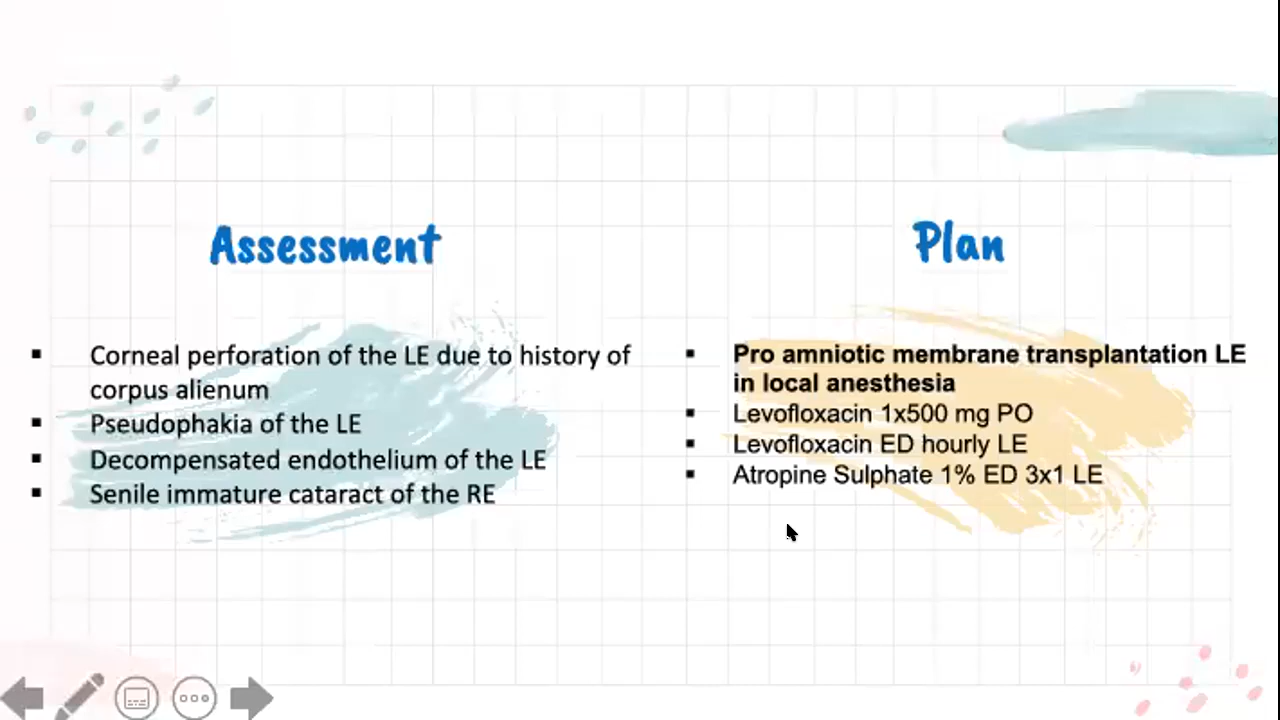 Assessment
▪ Corneal perforation of the LE due to history of
corpus alienum
▪ Pseudophakia of the LE
▪ Decompensated endothelium of the LE
▪ Senile immature cataract of the RE
Plan
▪ Pro amniotic membrane transplantation LE
in local anesthesia
▪ Levofloxacin 1x500 mg PO
▪ Levofloxacin ED hourly LE
▪ Atropine Sulphate 1% ED 3x1 LE